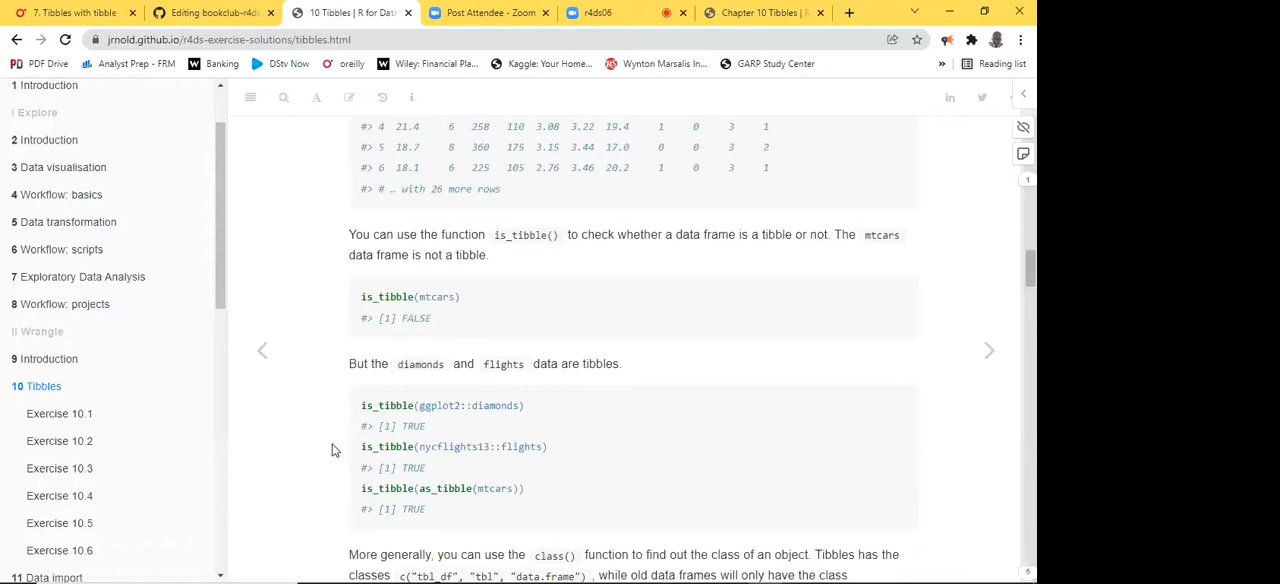 7. Tibbles with tibble
Editing bookclub-r4ds
10 Tibbles | R for Dat
Post Attendee - Zoom
r4ds06
Chapter 10 Tibbles | R
jrnold.github.io/r4ds-exercise-solutions/tibbles.html
PDF Drive
Analyst Prep - FRM
Banking
DStv Now
oreilly
Wiley: Financial Pla...
Kaggle: Your Home...
Wynton Marsalis In...
GARP Study Center
»
Reading list
1 Introduction
I Explore
2 Introduction
3 Data visualisation
4 Workflow: basics
5 Data transformation
6 Workflow: scripts
7 Exploratory Data Analysis
8 Workflow: projects
II Wrangle
9 Introduction
10 Tibbles
Exercise 10.1
Exercise 10.2
Exercise 10.3
Exercise 10.4
Exercise 10.5
Exercise 10.6
11 Data import
#> 4 21.4 6 258 110 3.08 3.22 19.4 1 0 3 1
#> 5 18.7 8 360 175 3.15 3.44 17.0 0 0 3 2
#> 6 18.1 6 225 105 2.76 3.46 20.2 1 0 3 1
#> # … with 26 more rows
You can use the function is_tibble() to check whether a data frame is a tibble or not. The mtcars
data frame is not a tibble.
is_tibble(mtcars)
#> [1] FALSE
But the diamonds and flights data are tibbles.
is_tibble(ggplot2::diamonds)
#> [1] TRUE
is_tibble(nycflights13::flights)
#> [1] TRUE
is_tibble(as_tibble(mtcars))
#> [1] TRUE
More generally, you can use the class() function to find out the class of an object. Tibbles has the
classes c("tbl_df", "tbl", "data.frame") , while old data frames will only have the class
1
5